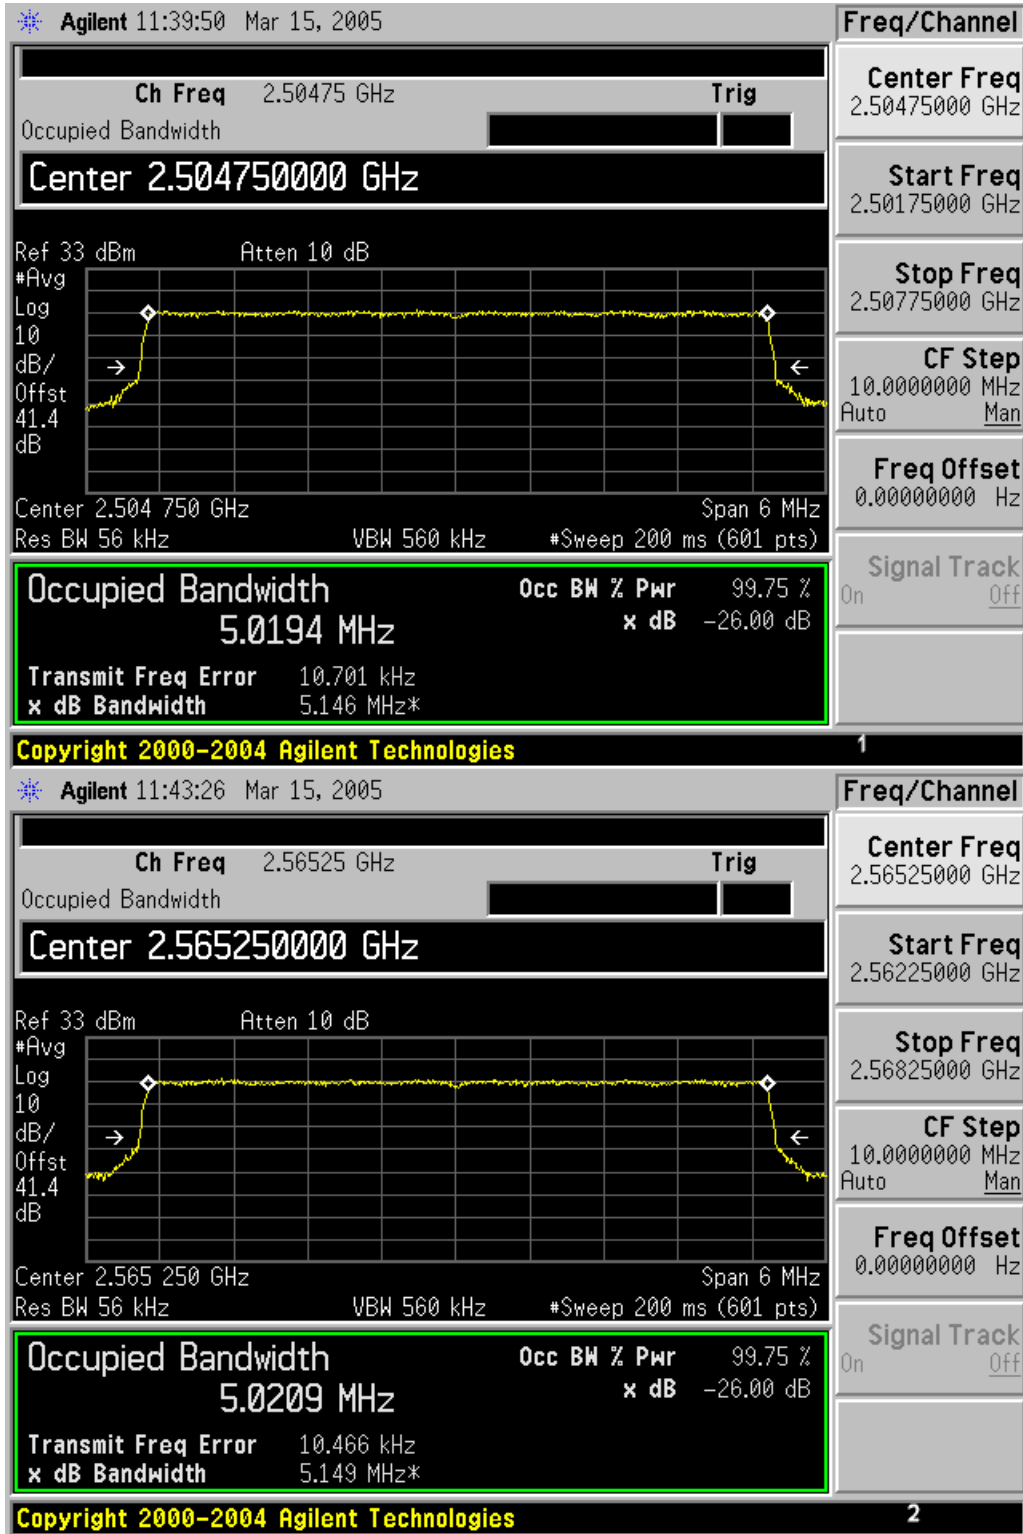 Agilent 11:39:50 Mar 15, 2005
Freq/Channel
Ch Freq 2.50475 GHz Trig
Occupied Bandwidth
Center 2.504750000 GHz
Ref 33 dBm Atten 10 dB
#Avg
Log
10
dB/
Offst
41.4
dB
Center 2.504 750 GHz Span 6 MHz
Res BW 56 kHz VBW 560 kHz #Sweep 200 ms (601 pts)
Occupied Bandwidth Occ BW % Pwr 99.75 %
5.0194 MHz x dB -26.00 dB
Transmit Freq Error 10.701 kHz
x dB Bandwidth 5.146 MHz*
Copyright 2000-2004 Agilent Technologies
Center Freq
2.50475000 GHz
Start Freq
2.50175000 GHz
Stop Freq
2.50775000 GHz
CF Step
10.0000000 MHz
Auto Man
Freq Offset
0.00000000 Hz
Signal Track
On Off
1
Agilent 11:43:26 Mar 15, 2005
Freq/Channel
Ch Freq 2.56525 GHz Trig
Occupied Bandwidth
Center 2.565250000 GHz
Ref 33 dBm Atten 10 dB
#Avg
Log
10
dB/
Offst
41.4
dB
Center 2.565 250 GHz Span 6 MHz
Res BW 56 kHz VBW 560 kHz #Sweep 200 ms (601 pts)
Occupied Bandwidth Occ BW % Pwr 99.75 %
5.0209 MHz x dB -26.00 dB
Transmit Freq Error 10.466 kHz
x dB Bandwidth 5.149 MHz*
Copyright 2000-2004 Agilent Technologies
Center Freq
2.56525000 GHz
Start Freq
2.56225000 GHz
Stop Freq
2.56825000 GHz
CF Step
10.0000000 MHz
Auto Man
Freq Offset
0.00000000 Hz
Signal Track
On Off
2